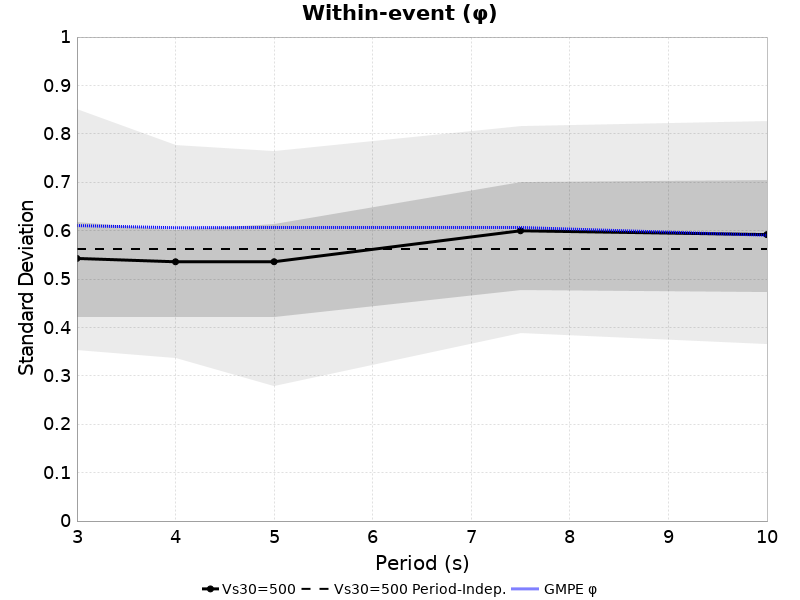 Within-event (φ)
1
0.9
0.8
0.7
0.6
0.5
0.4
0.3
0.2
0.1
0
Standard Deviation
3 4 5 6 7 8 9 10
Period (s)
Vs30=500 Vs30=500 Period-Indep. GMPE φ